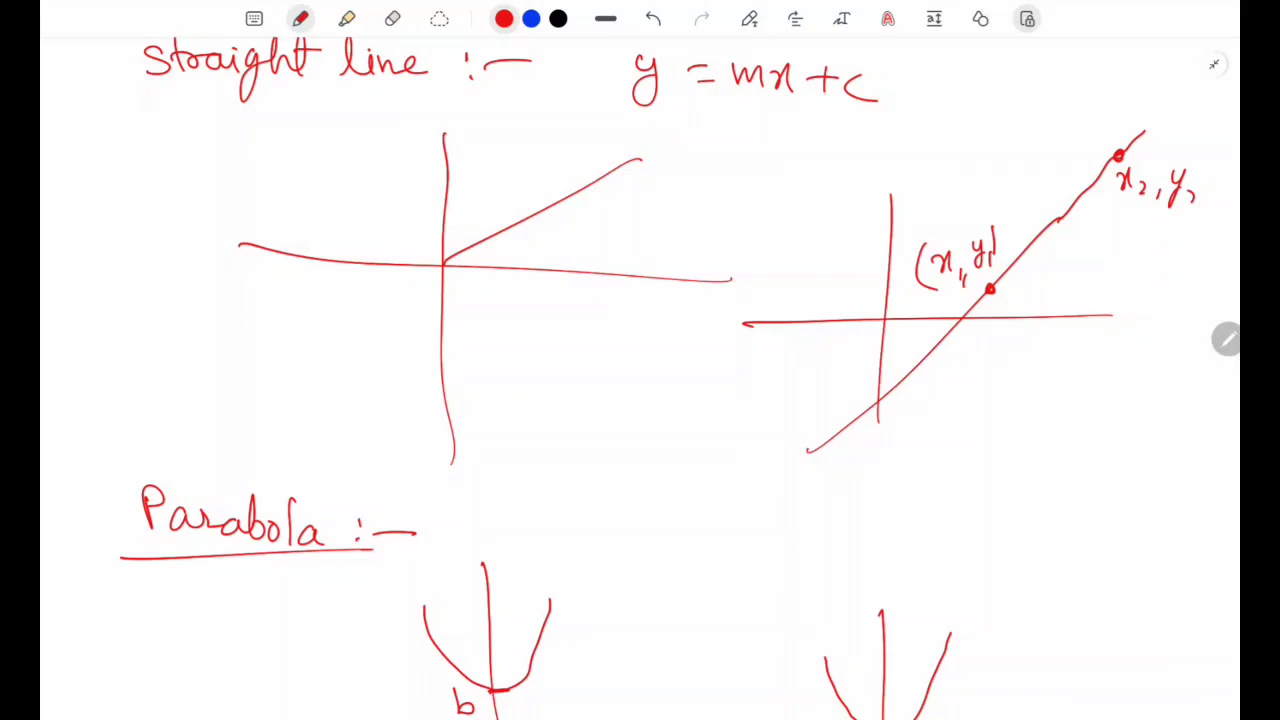 straight line :- y = mx + c
x₂, y₂
(x₁, y₁)
Parabola :-
b